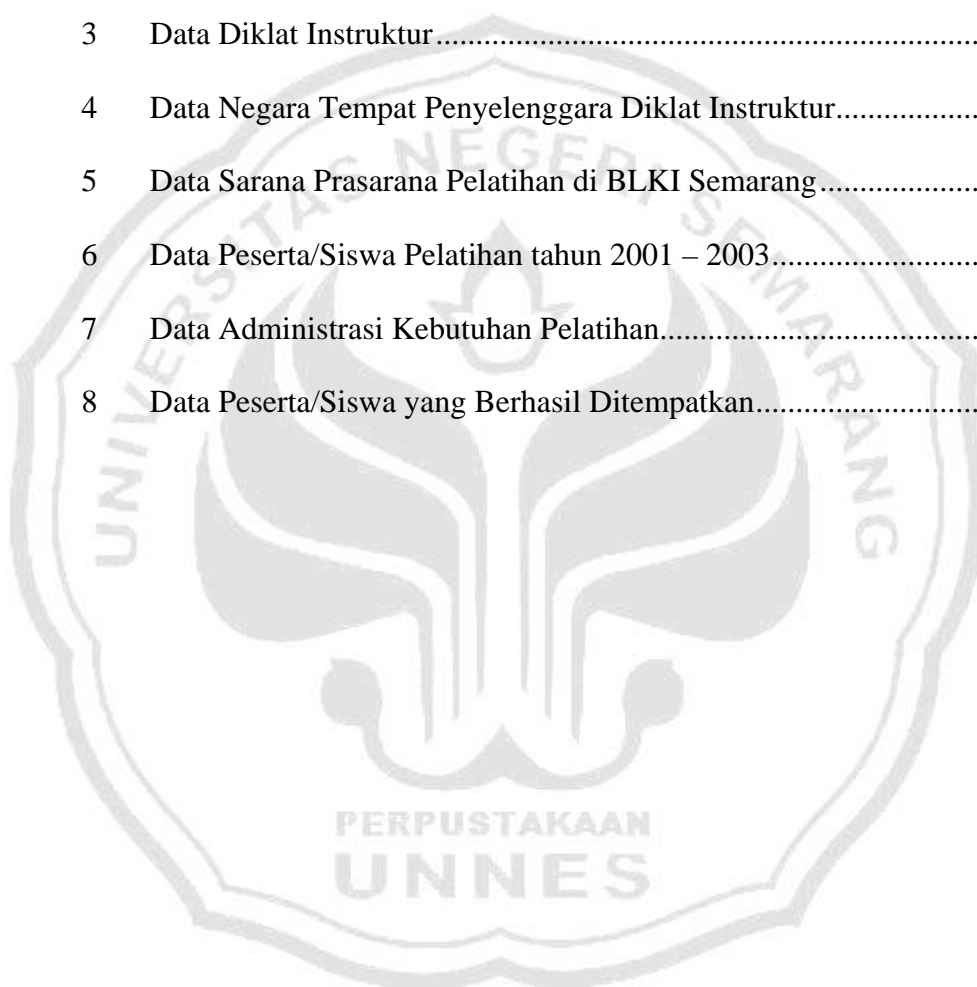 3 Data Diklat Instruktur................................................................................
4 Data Negara Tempat Penyelenggara Diklat Instruktur..................
5 Data Sarana Prasarana Pelatihan di BLKI Semarang....................
6 Data Peserta/Siswa Pelatihan tahun 2001 – 2003..........................
7 Data Administrasi Kebutuhan Pelatihan.........................................
8 Data Peserta/Siswa yang Berhasil Ditempatkan............................
UNIVERSITAS NEGERI SEMARANG
PERPUSTAKAAN
UNNES